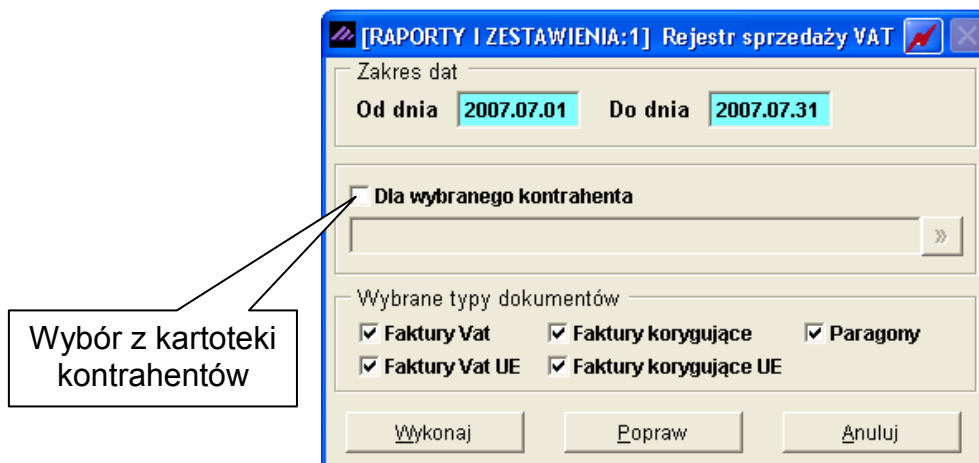 [RAPORTY I ZESTAWIENIA:1] Rejestr sprzedaży VAT
Zakres dat
Od dnia 2007.07.01 Do dnia 2007.07.31
Dla wybranego kontrahenta
»
Wybór z kartoteki
kontrahentów
Wybrane typy dokumentów
Faktury Vat Faktury korygujące Paragony
Faktury Vat UE Faktury korygujące UE
Wykonaj Popraw Anuluj